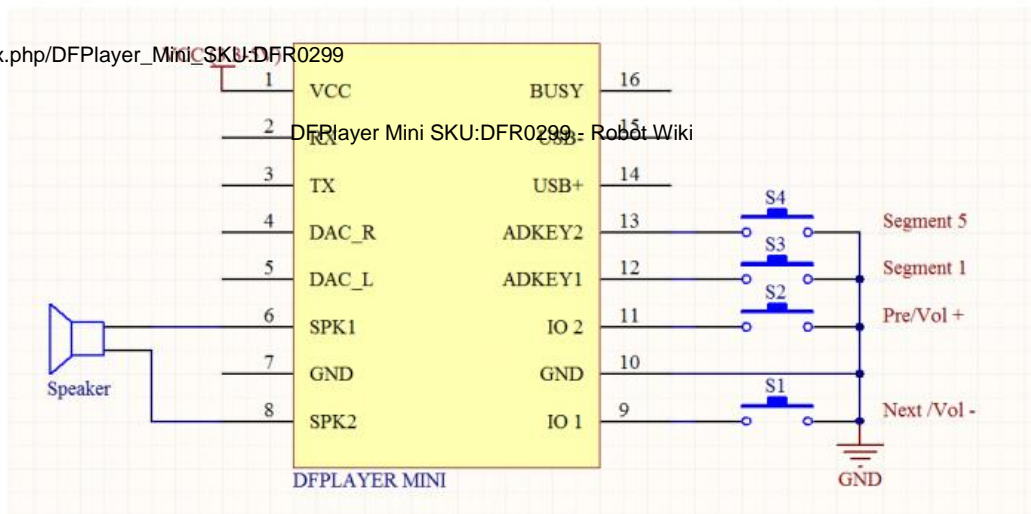 x.php/DFPlayer_Mini_SKU:DFR0299
1 VCC BUSY 16
DFPlayer Mini SKU:DFR0299 - Robot Wiki
2 RX USB- 15
3 TX USB+ 14
4 DAC_R ADKEY2 13 S4 Segment 5
5 DAC_L ADKEY1 12 S3 Segment 1
6 SPK1 IO 2 11 S2 Pre/Vol +
7 GND GND 10
Speaker
8 SPK2 IO 1 9 S1 Next /Vol -
GND
DFPLAYER MINI